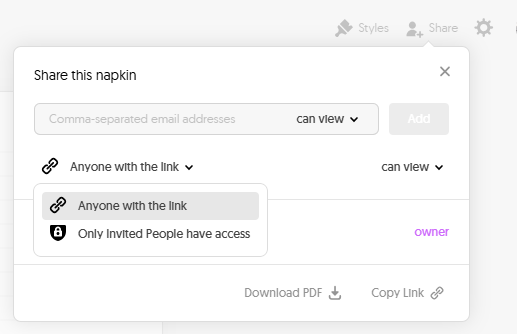 Styles
Share
Share this napkin
Comma-separated email addresses
can view
Add
Anyone with the link
can view
Anyone with the link
Only Invited People have access
owner
Download PDF
Copy Link